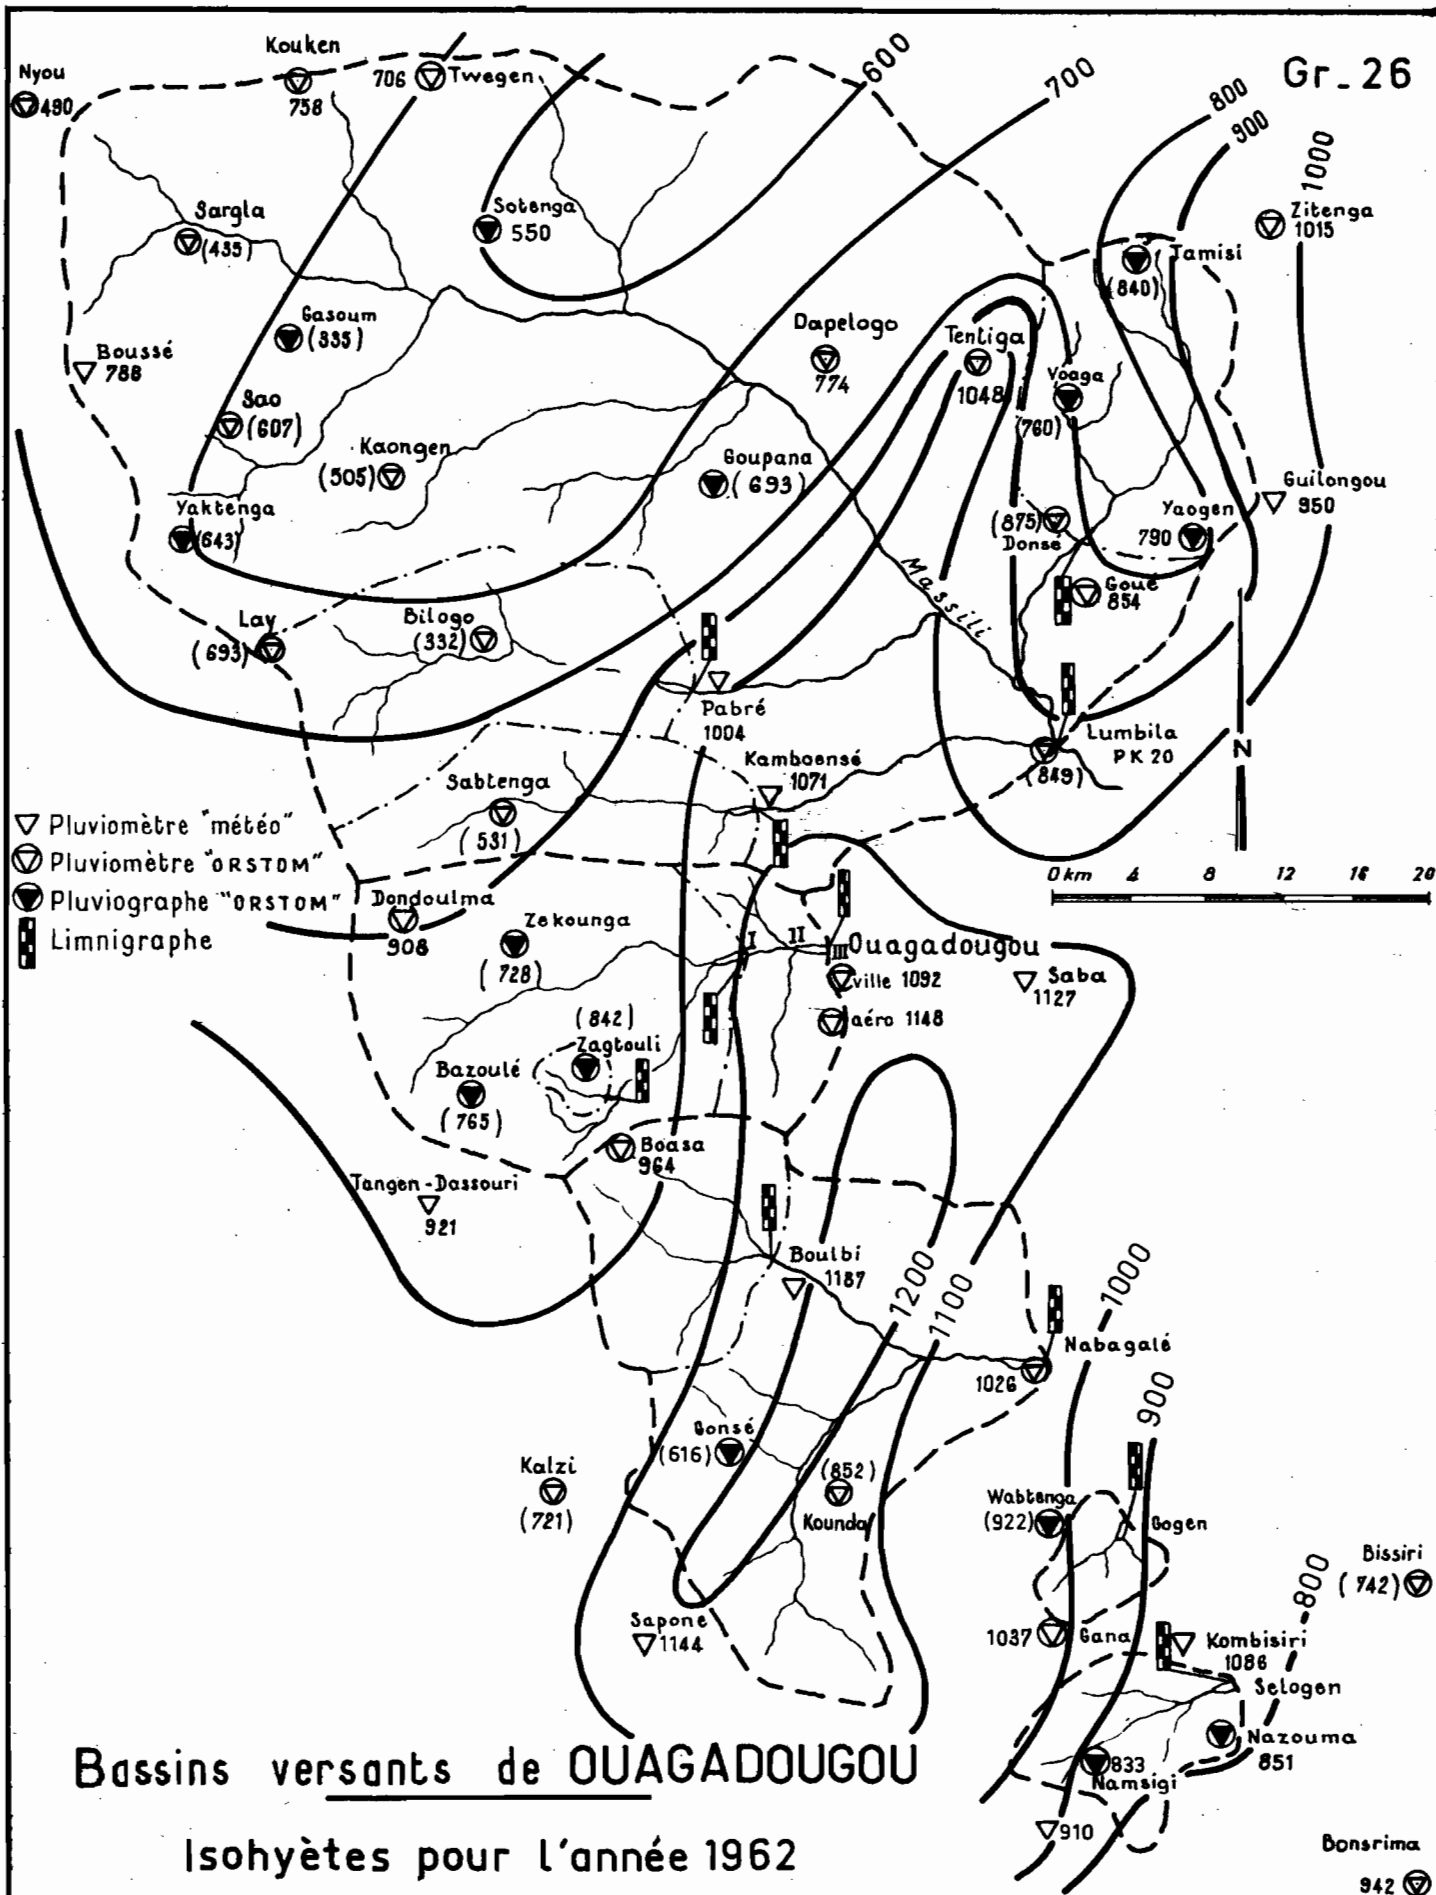 Gr_26
Nyou
490
Kouken
758
706
Twegen
600
700
800
900
1000
Sargla
(435)
Sotenga
550
Zitenga
1015
Tamisi
(840)
Gasoum
(335)
Boussé
788
Dapelogo
774
Tentiga
1048
Voaga
(760)
Sao
(607)
Kaongen
(505)
Goupana
(693)
Guilongou
950
Yaktenga
(643)
(875)
Donsé
Yaogen
790
Massili
Goué
854
Lay
(693)
Bilogo
(332)
Pabré
1004
Lumbila
PK 20
(849)
N
Kamboensé
1071
Sabtenga
(531)
Pluviomètre "météo"
Pluviomètre "ORSTOM"
Pluviographe "ORSTOM"
Limnigraphe
0 km 4 8 12 16 20
Dondoulma
908
Zekounga
(728)
I
II
III
Ouagadougou
ville 1092
aéro 1148
Saba
1127
(842)
Zagtouli
Bazoulé
(765)
Boasa
964
Tangen-Dassouri
921
Boulbi
1187
1200
1100
1000
Nabagalé
1026
900
Gonsé
(616)
Kalzi
(721)
(852)
Kounda
Wabtenga
(922)
Gogen
Bissiri
(742)
800
Sapone
1144
1037
Gana
Kombisiri
1086
Selogen
Nazouma
851
833
Namsigi
910
Bonsrima
942
Bassins versants de OUAGADOUGOU
Isohyètes pour l'année 1962